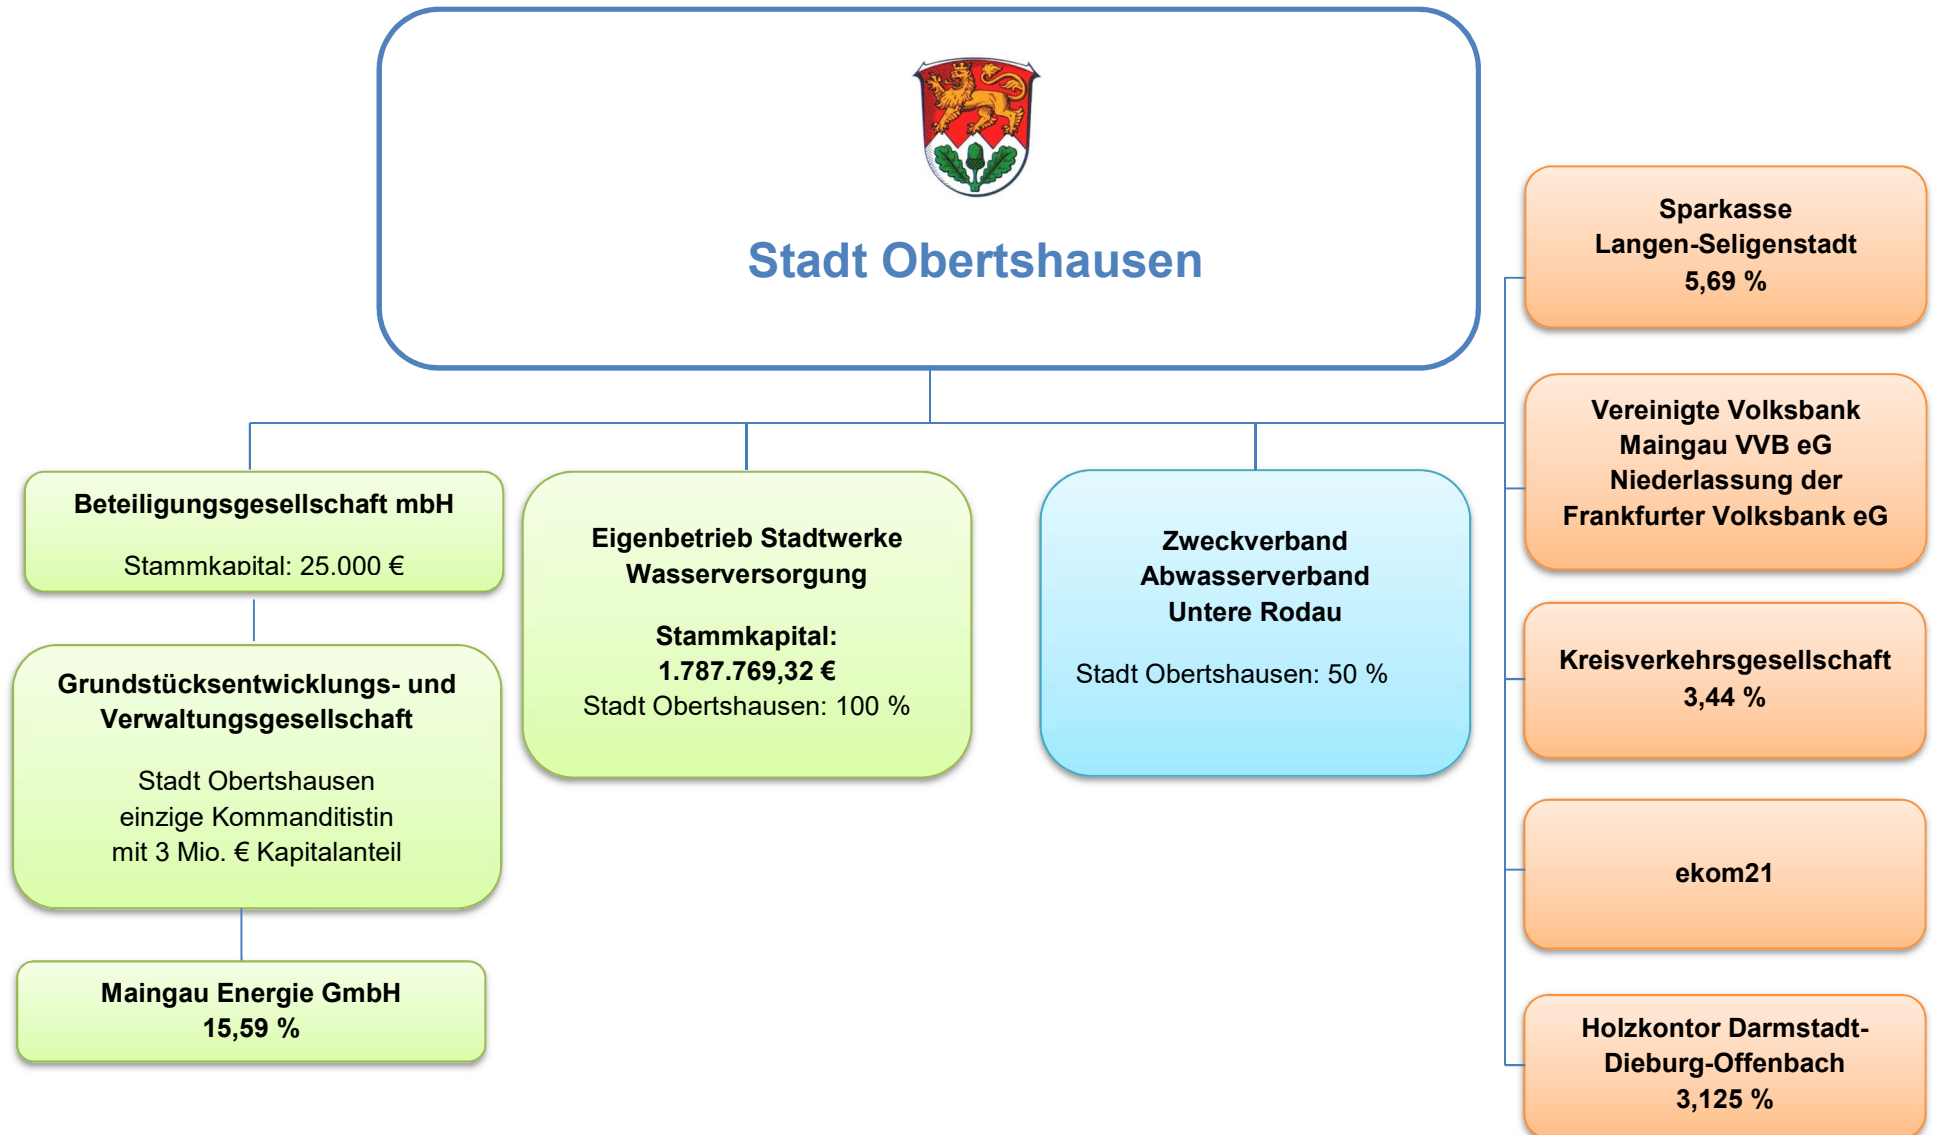 Stadt Obertshausen
Beteiligungsgesellschaft mbH
Stammkapital: 25.000 €
Grundstücksentwicklungs- und
Verwaltungsgesellschaft
Stadt Obertshausen
einzige Kommanditistin
mit 3 Mio. € Kapitalanteil
Maingau Energie GmbH
15,59 %
Eigenbetrieb Stadtwerke
Wasserversorgung
Stammkapital:
1.787.769,32 €
Stadt Obertshausen: 100 %
Zweckverband
Abwasserverband
Untere Rodau
Stadt Obertshausen: 50 %
Sparkasse
Langen-Seligenstadt
5,69 %
Vereinigte Volksbank
Maingau VVB eG
Niederlassung der
Frankfurter Volksbank eG
Kreisverkehrsgesellschaft
3,44 %
ekom21
Holzkontor Darmstadt-
Dieburg-Offenbach
3,125 %